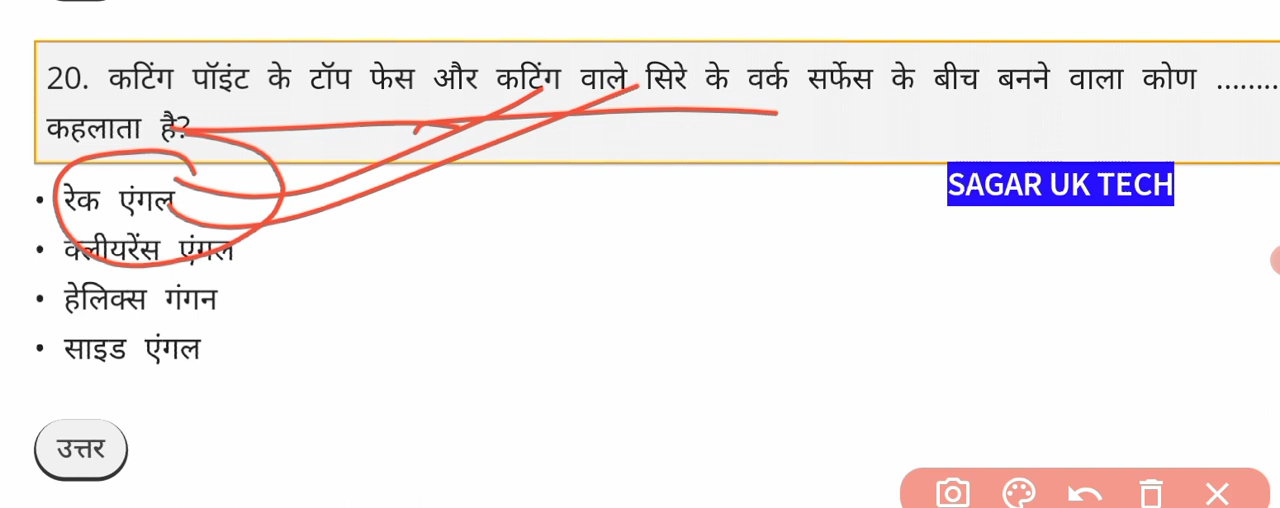 20. कटिंग पॉइंट के टॉप फेस और कटिंग वाले सिरे के वर्क सर्फेस के बीच बनने वाला कोण ........
कहलाता है?
SAGAR UK TECH
• रेक एंगल
• क्लीयरेंस एंगल
• हेलिक्स गंगन
• साइड एंगल
उत्तर